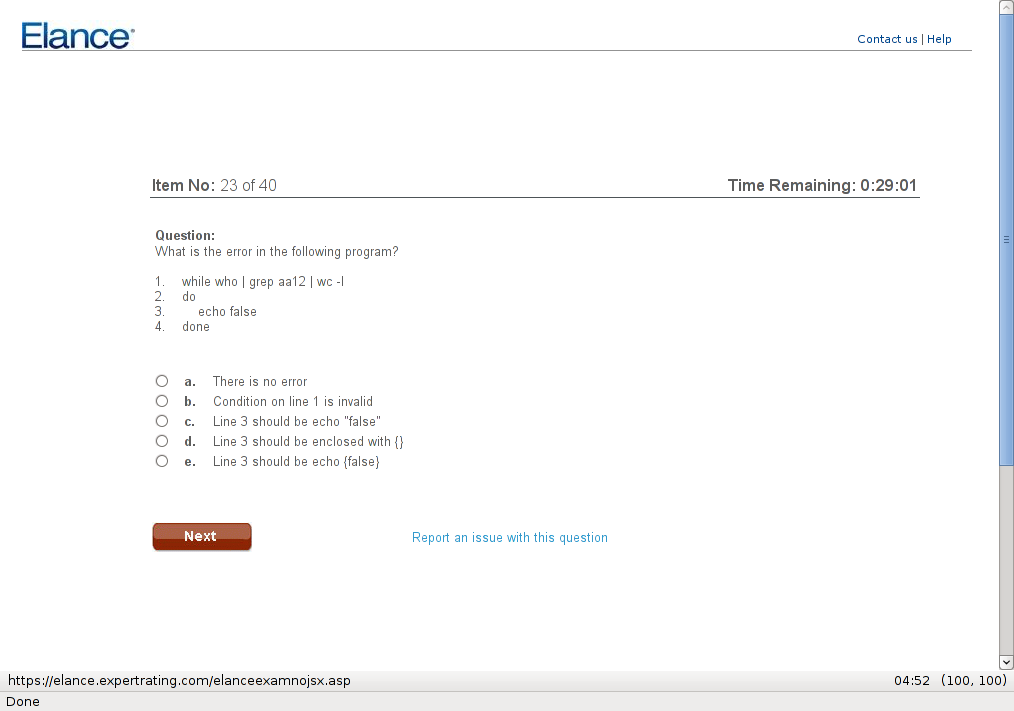 Elance
Contact us | Help
Item No: 23 of 40
Time Remaining: 0:29:01
Question:
What is the error in the following program?
1. while who | grep aa12 | wc -l
2. do
3. echo false
4. done
a. There is no error
b. Condition on line 1 is invalid
c. Line 3 should be echo "false"
d. Line 3 should be enclosed with {}
e. Line 3 should be echo {false}
Next
Report an issue with this question
https://elance.expertrating.com/elanceexamnojsx.asp
04:52 (100, 100)
Done